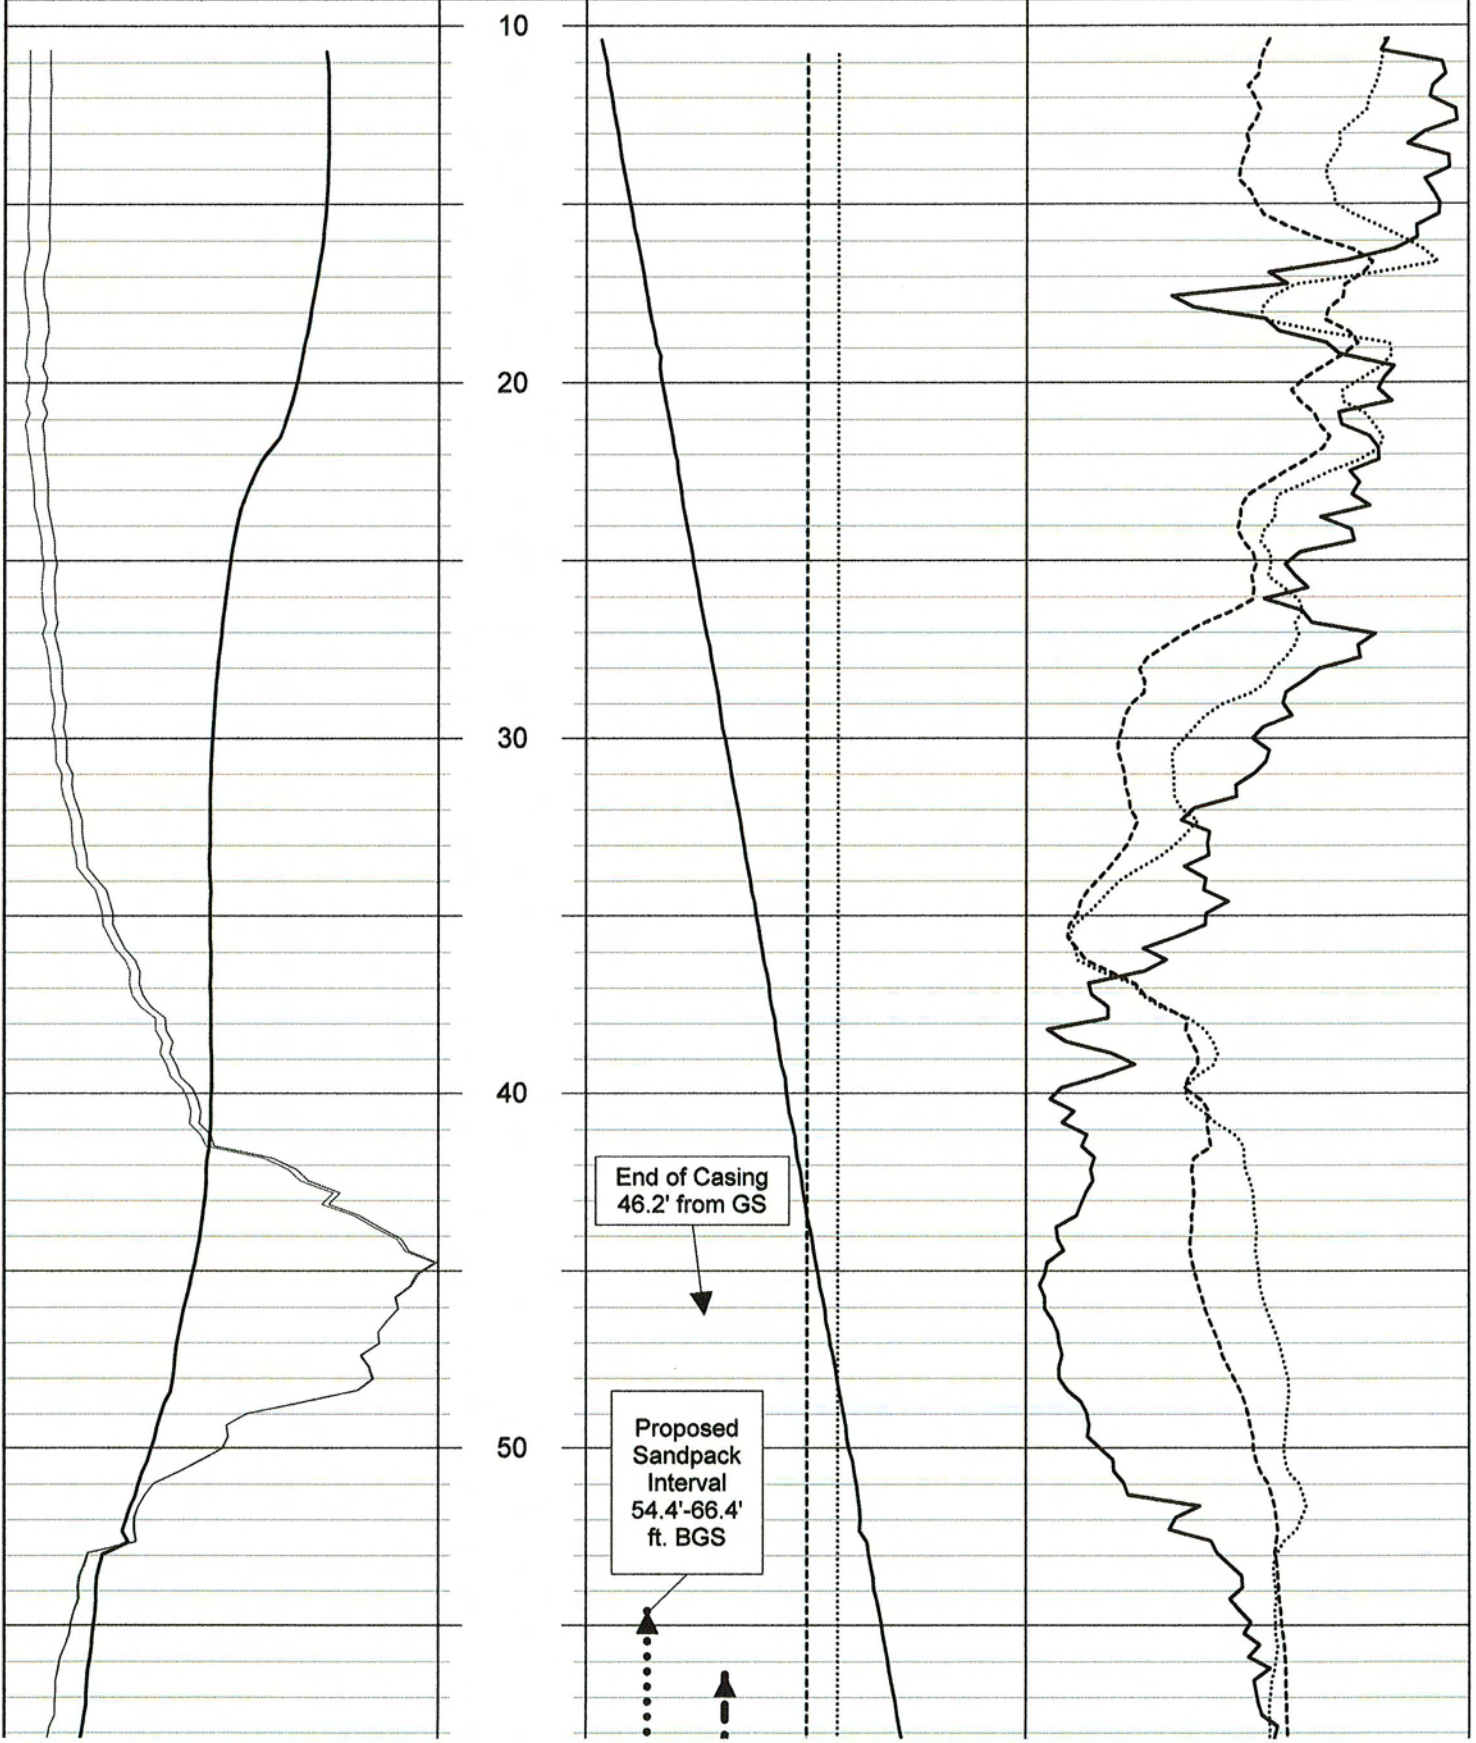 10
20
30
40
End of Casing
46.2' from GS
50
Proposed
Sandpack
Interval
54.4'-66.4'
ft. BGS